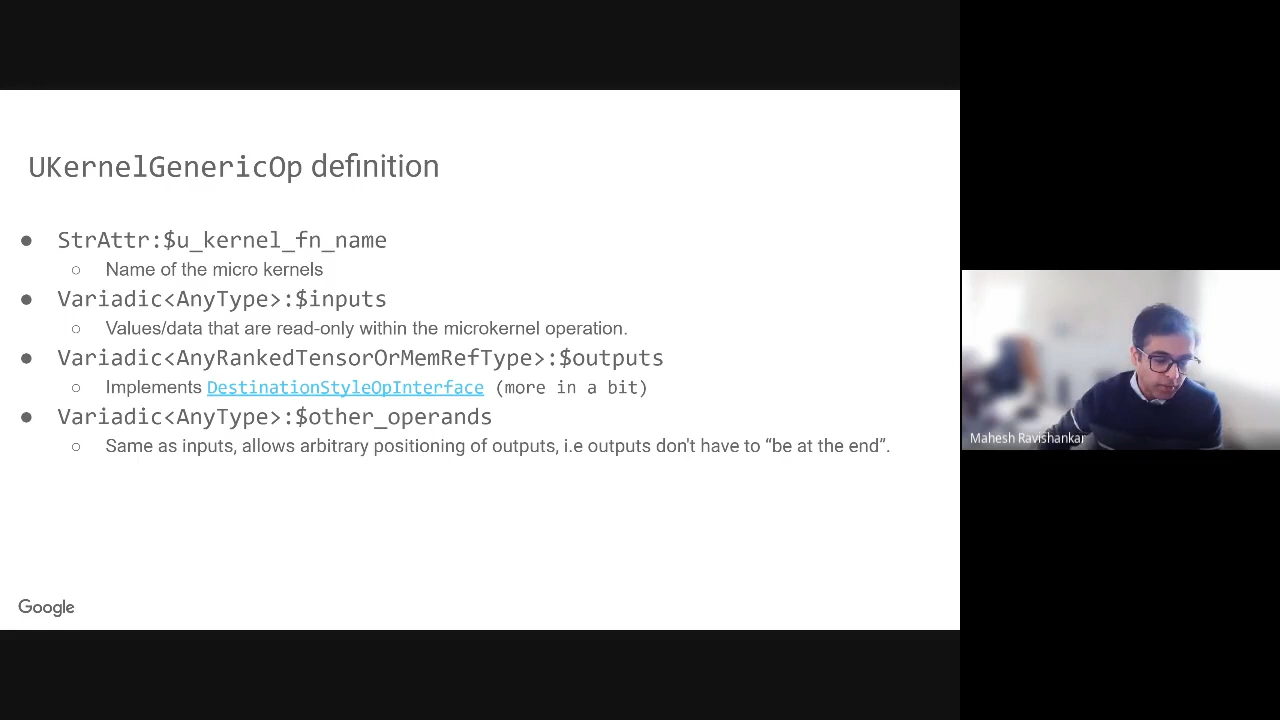 UKernelGenericOp definition
● StrAttr:$u_kernel_fn_name
○ Name of the micro kernels
● Variadic<AnyType>:$inputs
○ Values/data that are read-only within the microkernel operation.
● Variadic<AnyRankedTensorOrMemRefType>:$outputs
○ Implements DestinationStyleOpInterface (more in a bit)
● Variadic<AnyType>:$other_operands
○ Same as inputs, allows arbitrary positioning of outputs, i.e outputs don't have to “be at the end”.
Google
Mahesh Ravishankar